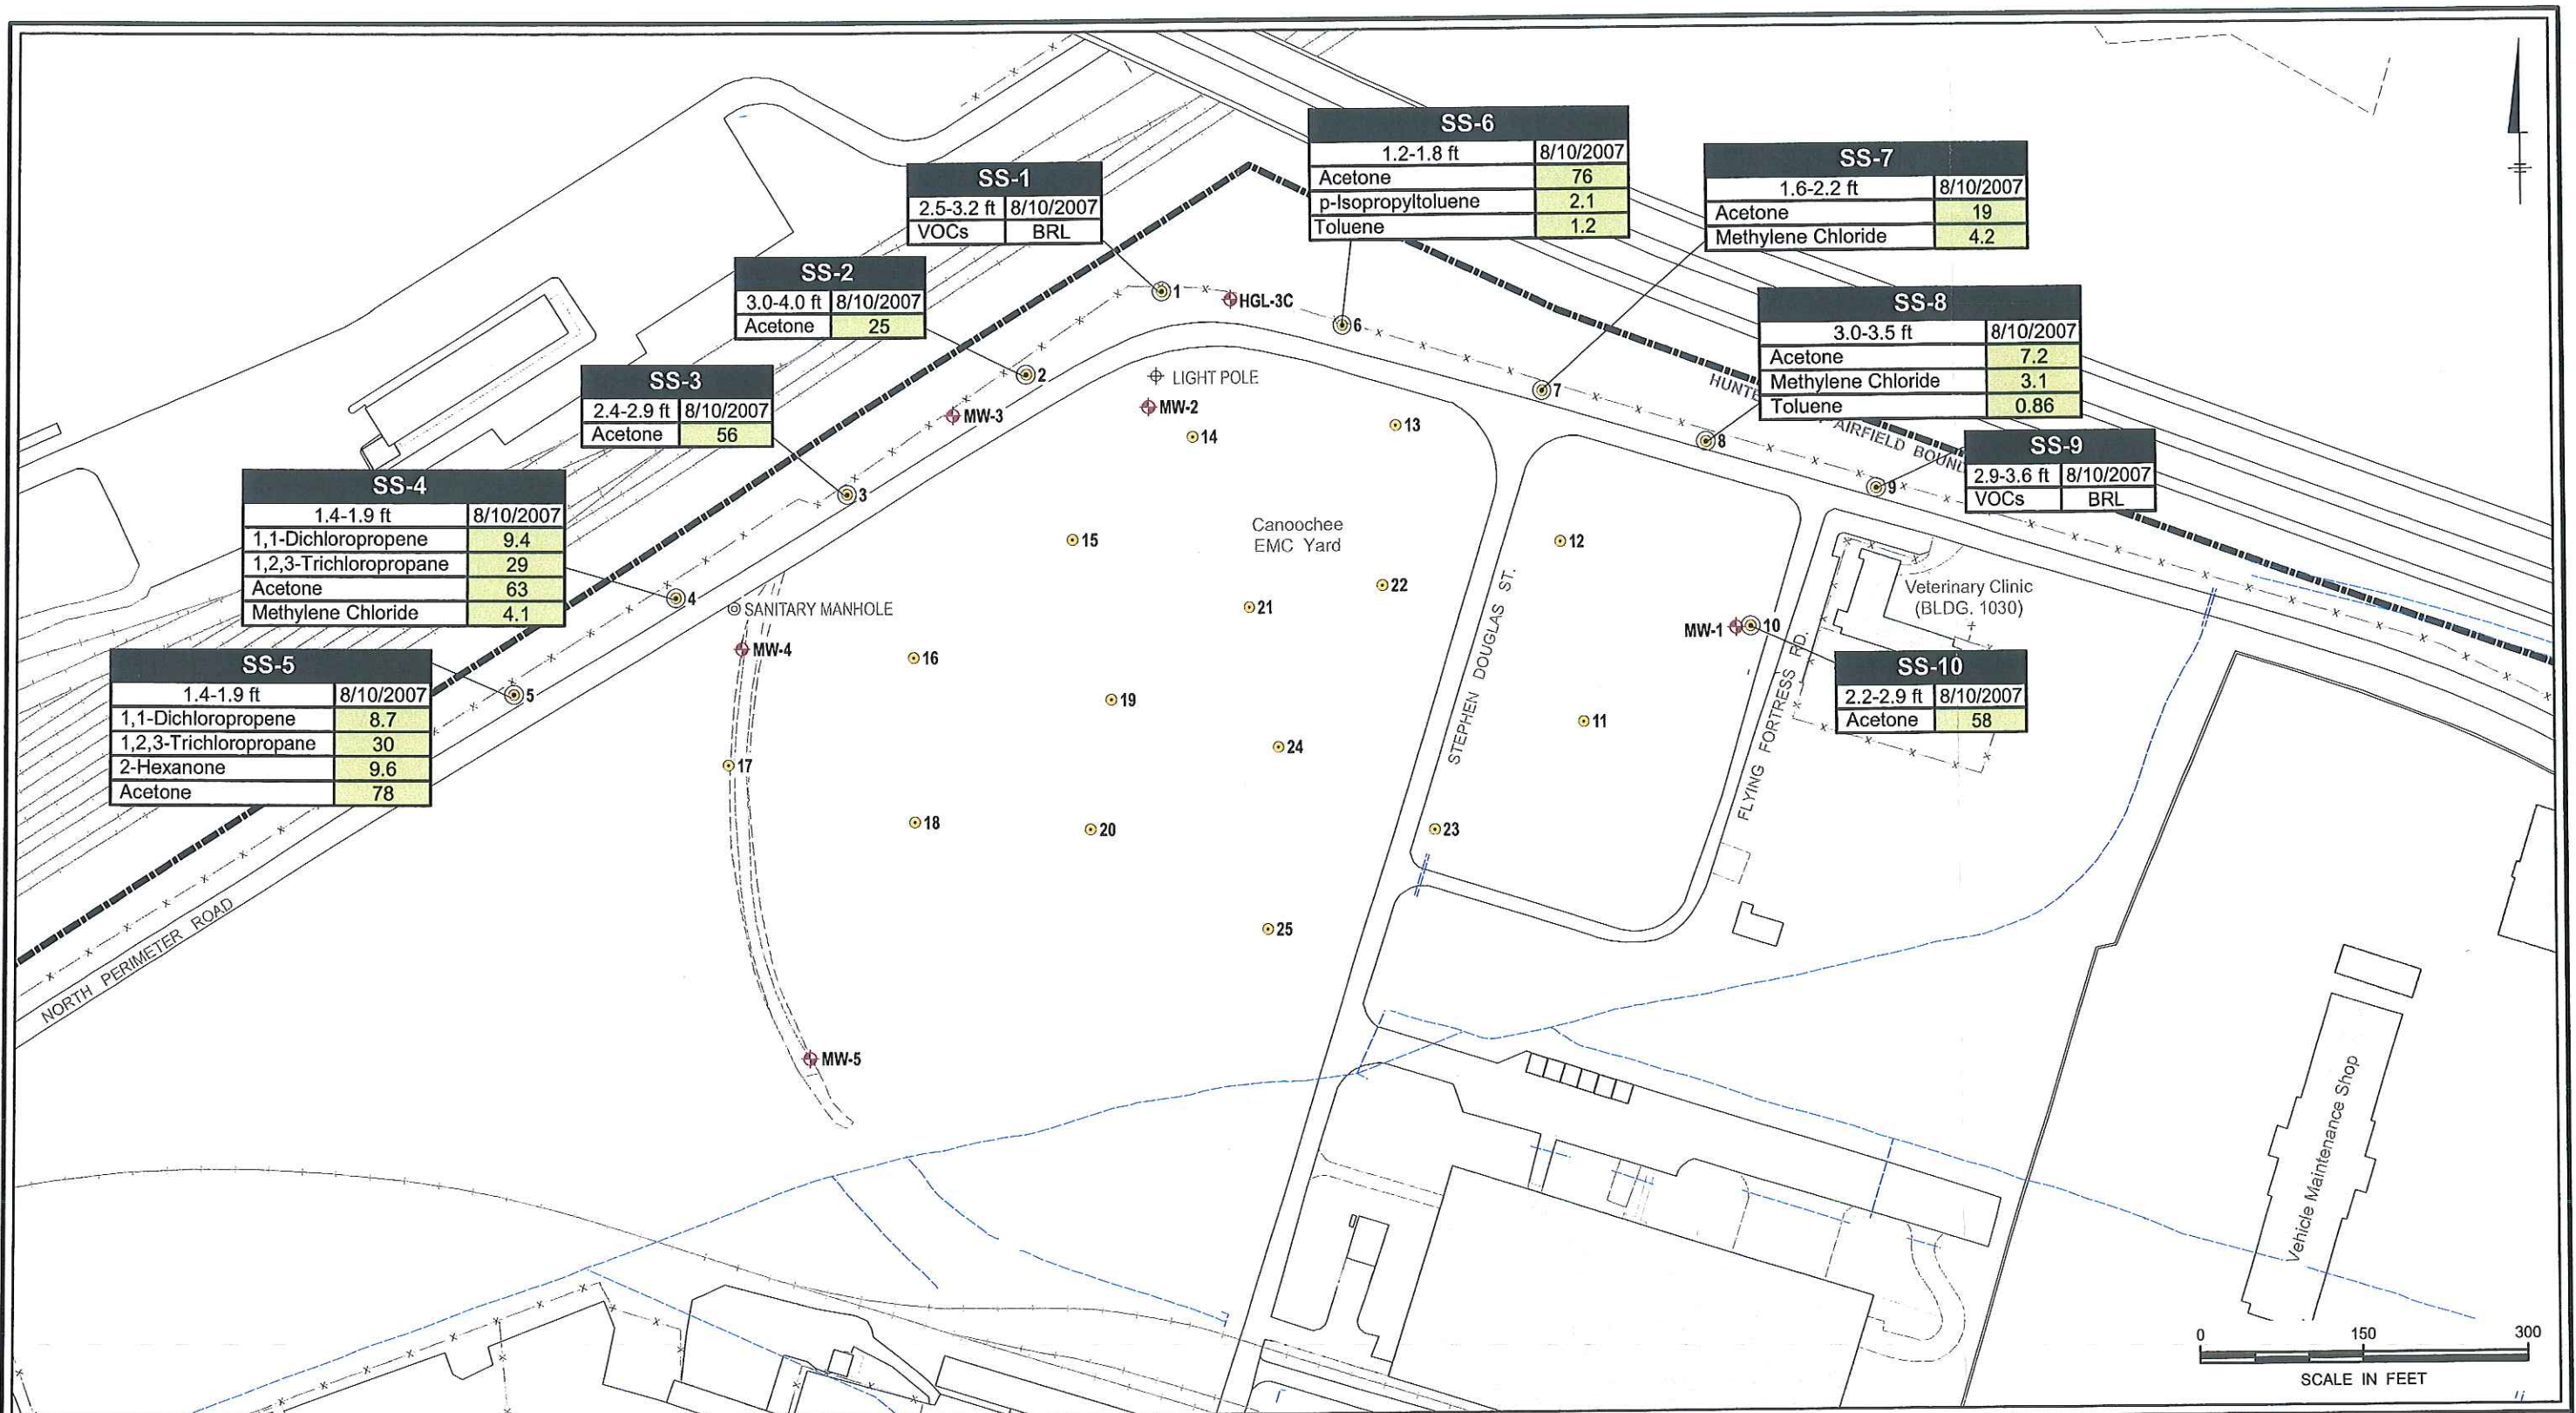 SS-6
1.2-1.8 ft 8/10/2007
Acetone 76
p-Isopropyltoluene 2.1
Toluene 1.2
SS-7
1.6-2.2 ft 8/10/2007
Acetone 19
Methylene Chloride 4.2
SS-1
2.5-3.2 ft 8/10/2007
VOCs BRL
SS-2
3.0-4.0 ft 8/10/2007
Acetone 25
SS-8
3.0-3.5 ft 8/10/2007
Acetone 7.2
Methylene Chloride 3.1
Toluene 0.86
SS-3
2.4-2.9 ft 8/10/2007
Acetone 56
SS-9
2.9-3.6 ft 8/10/2007
VOCs BRL
SS-4
1.4-1.9 ft 8/10/2007
1,1-Dichloropropene 9.4
1,2,3-Trichloropropane 29
Acetone 63
Methylene Chloride 4.1
SS-5
1.4-1.9 ft 8/10/2007
1,1-Dichloropropene 8.7
1,2,3-Trichloropropane 30
2-Hexanone 9.6
Acetone 78
SS-10
2.2-2.9 ft 8/10/2007
Acetone 58
1
HGL-3C
6
2
LIGHT POLE
MW-3
MW-2
14
13
7
HUNTE
AIRFIELD BOUN
8
9
3
15
Canoochee
EMC Yard
12
22
21
4
SANITARY MANHOLE
Veterinary Clinic
(BLDG. 1030)
MW-4
MW-1
10
16
5
19
11
24
17
STEPHEN DOUGLAS ST.
FLYING FORTRESS RD.
18
20
23
25
NORTH PERIMETER ROAD
MW-5
Vehicle Maintenance Shop
0 150 300
SCALE IN FEET